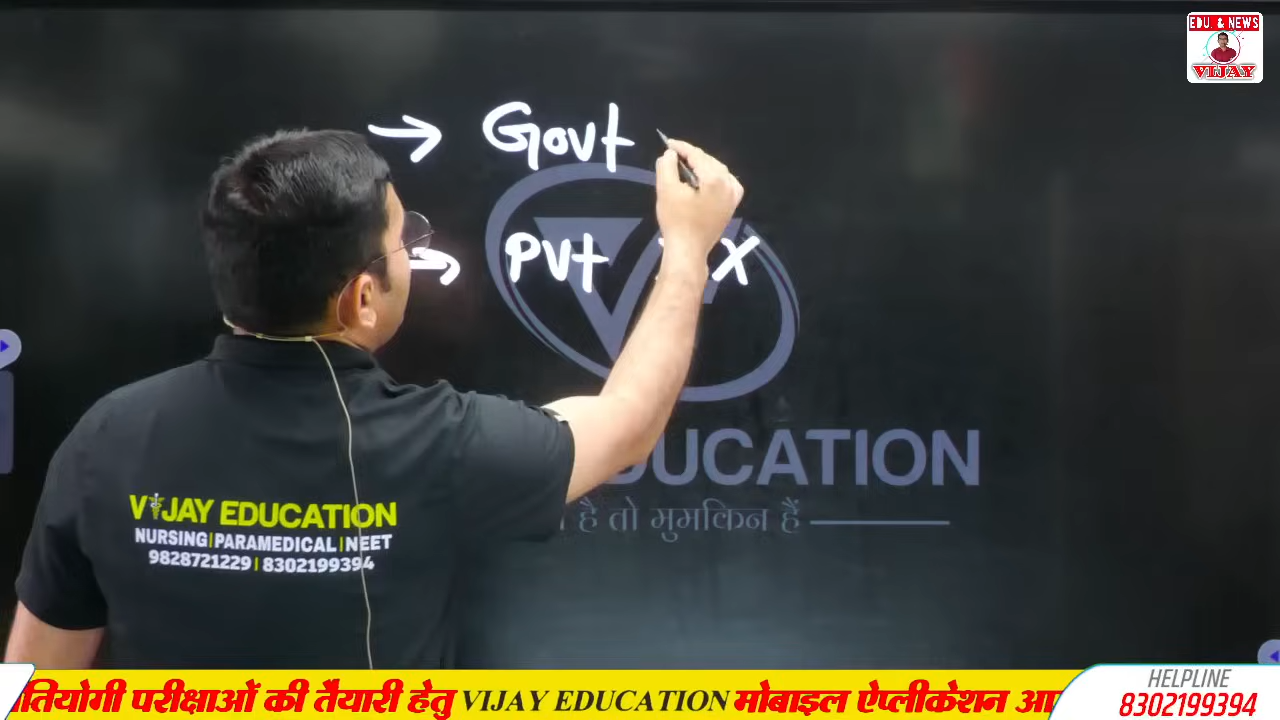 EDU. & NEWS
VIJAY
→ Govt
→ Pvt X
EDUCATION
है तो मुमकिन हैं
VIJAY EDUCATION
NURSING|PARAMEDICAL|NEET
9828721229 | 8302199394
तियोगी परीक्षाओं की तैयारी हेतु VIJAY EDUCATION मोबाइल ऐप्लीकेशन
HELPLINE
8302199394